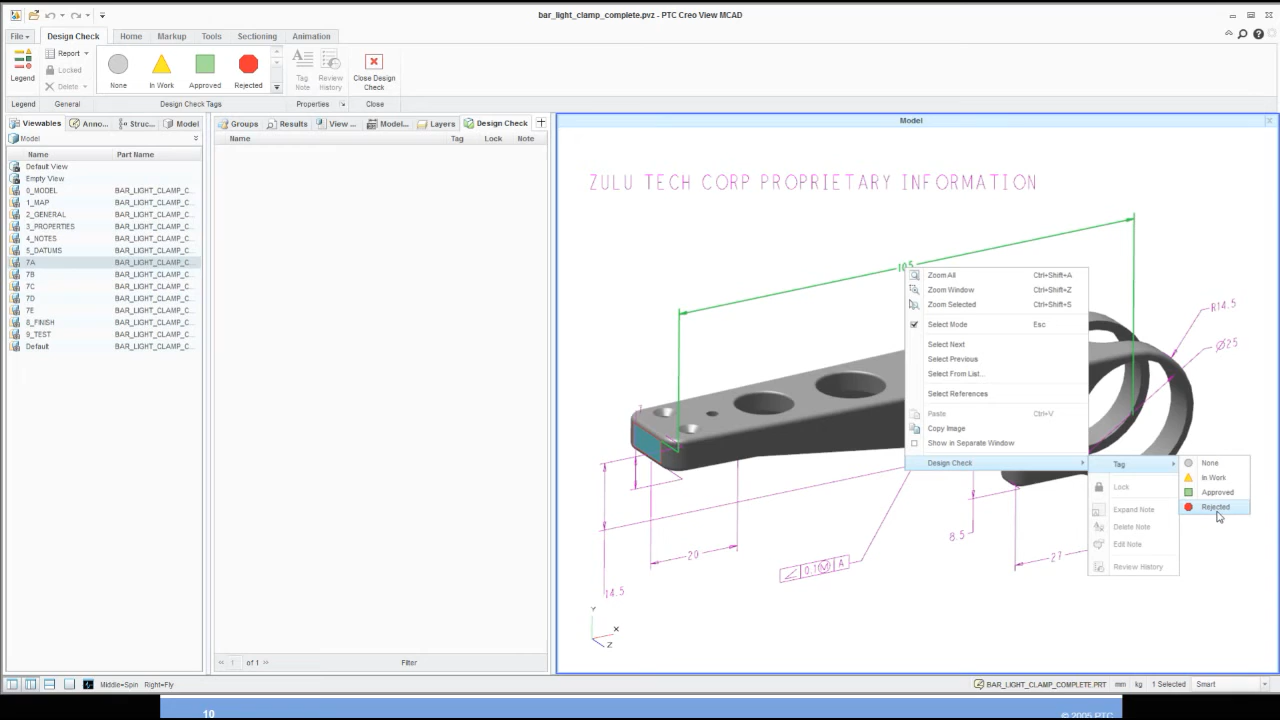 bar_light_clamp_complete.pvz - PTC Creo View MCAD
File
Design Check
Home
Markup
Tools
Sectioning
Animation
Legend
Report
Locked
Delete
None
In Work
Approved
Rejected
Tag Note
Review History
Close Design Check
Legend
General
Design Check Tags
Properties
Close
Viewables
Anno...
Struc...
Model
Groups
Results
View ...
Model...
Layers
Design Check
Model
Model
Name
Part Name
Name
Tag
Lock
Note
Default View
Empty View
0_MODEL BAR_LIGHT_CLAMP_C...
1_MAP BAR_LIGHT_CLAMP_C...
2_GENERAL BAR_LIGHT_CLAMP_C...
3_PROPERTIES BAR_LIGHT_CLAMP_C...
4_NOTES BAR_LIGHT_CLAMP_C...
5_DATUMS BAR_LIGHT_CLAMP_C...
7A BAR_LIGHT_CLAMP_C...
7B BAR_LIGHT_CLAMP_C...
7C BAR_LIGHT_CLAMP_C...
7D BAR_LIGHT_CLAMP_C...
7E BAR_LIGHT_CLAMP_C...
8_FINISH BAR_LIGHT_CLAMP_C...
9_TEST BAR_LIGHT_CLAMP_C...
Default BAR_LIGHT_CLAMP_C...
ZULU TECH CORP PROPRIETARY INFORMATION
105
Zoom All Ctrl+Shift+A
Zoom Window Ctrl+Shift+Z
Zoom Selected Ctrl+Shift+S
Select Mode Esc
Select Next
Select Previous
Select From List...
Select References
Paste Ctrl+V
Copy Image
Show in Separate Window
Design Check
Tag
Lock
Expand Note
Delete Note
Edit Note
Review History
None
In Work
Approved
Rejected
R14.5
Ø25
8.5
20
27
14.5
∠ 0.1Ⓜ A
Y
X
Z
1 of 1
Filter
Middle=Spin Right=Fly
BAR_LIGHT_CLAMP_COMPLETE.PRT
mm
kg
1 Selected
Smart
10
© 2005 PTC